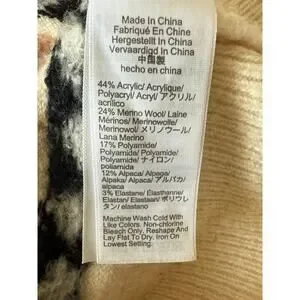 Made In China
Fabriqué En Chine
Hergestellt In China
Vervaardigd In China
中国製
hecho en china
44% Acrylic/ Acrylique/
Polyacryl/ Acryl/ アクリル/
acrílico
24% Merino Wool/ Laine
Mérinos/ Merinowolle/
Merinowol/ メリノウール/
Lana Merino
17% Polyamide/
Polyamide/ Polyamide/
Polyamide/ ナイロン/
poliamida
12% Alpaca/ Alpaga/
Alpaka/ Alpaca/ アルパカ/
alpaca
3% Elastane/ Élasthanne/
Elastan/ Elastaan/ ポリウレ
タン/ elastano
Machine Wash Cold With
Like Colors. Non-chlorine
Bleach Only. Reshape And
Lay Flat To Dry. Iron On
Lowest Setting.